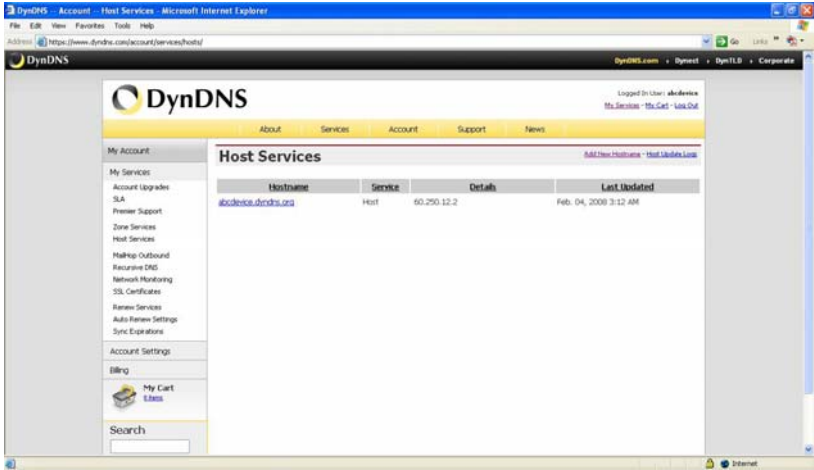 DynDNS -- Account -- Host Services - Microsoft Internet Explorer
File Edit View Favorites Tools Help
Address https://www.dyndns.com/account/services/hosts/ Go Links »
DynDNS
DynDNS.com Dynect DynTLD Corporate
DynDNS
Logged In User: abcdevice
My Services - My Cart - Log Out
About Services Account Support News
My Account
My Services
Account Upgrades
SLA
Premier Support
Zone Services
Host Services
MailHop Outbound
Recursive DNS
Network Monitoring
SSL Certificates
Renew Services
Auto Renew Settings
Sync Expirations
Account Settings
Billing
My Cart
0 items
Search
Host Services
Add New Hostname - Host Update Logs
Hostname Service Details Last Updated
abcdevice.dyndns.org Host 60.250.12.2 Feb. 04, 2008 3:12 AM
Internet